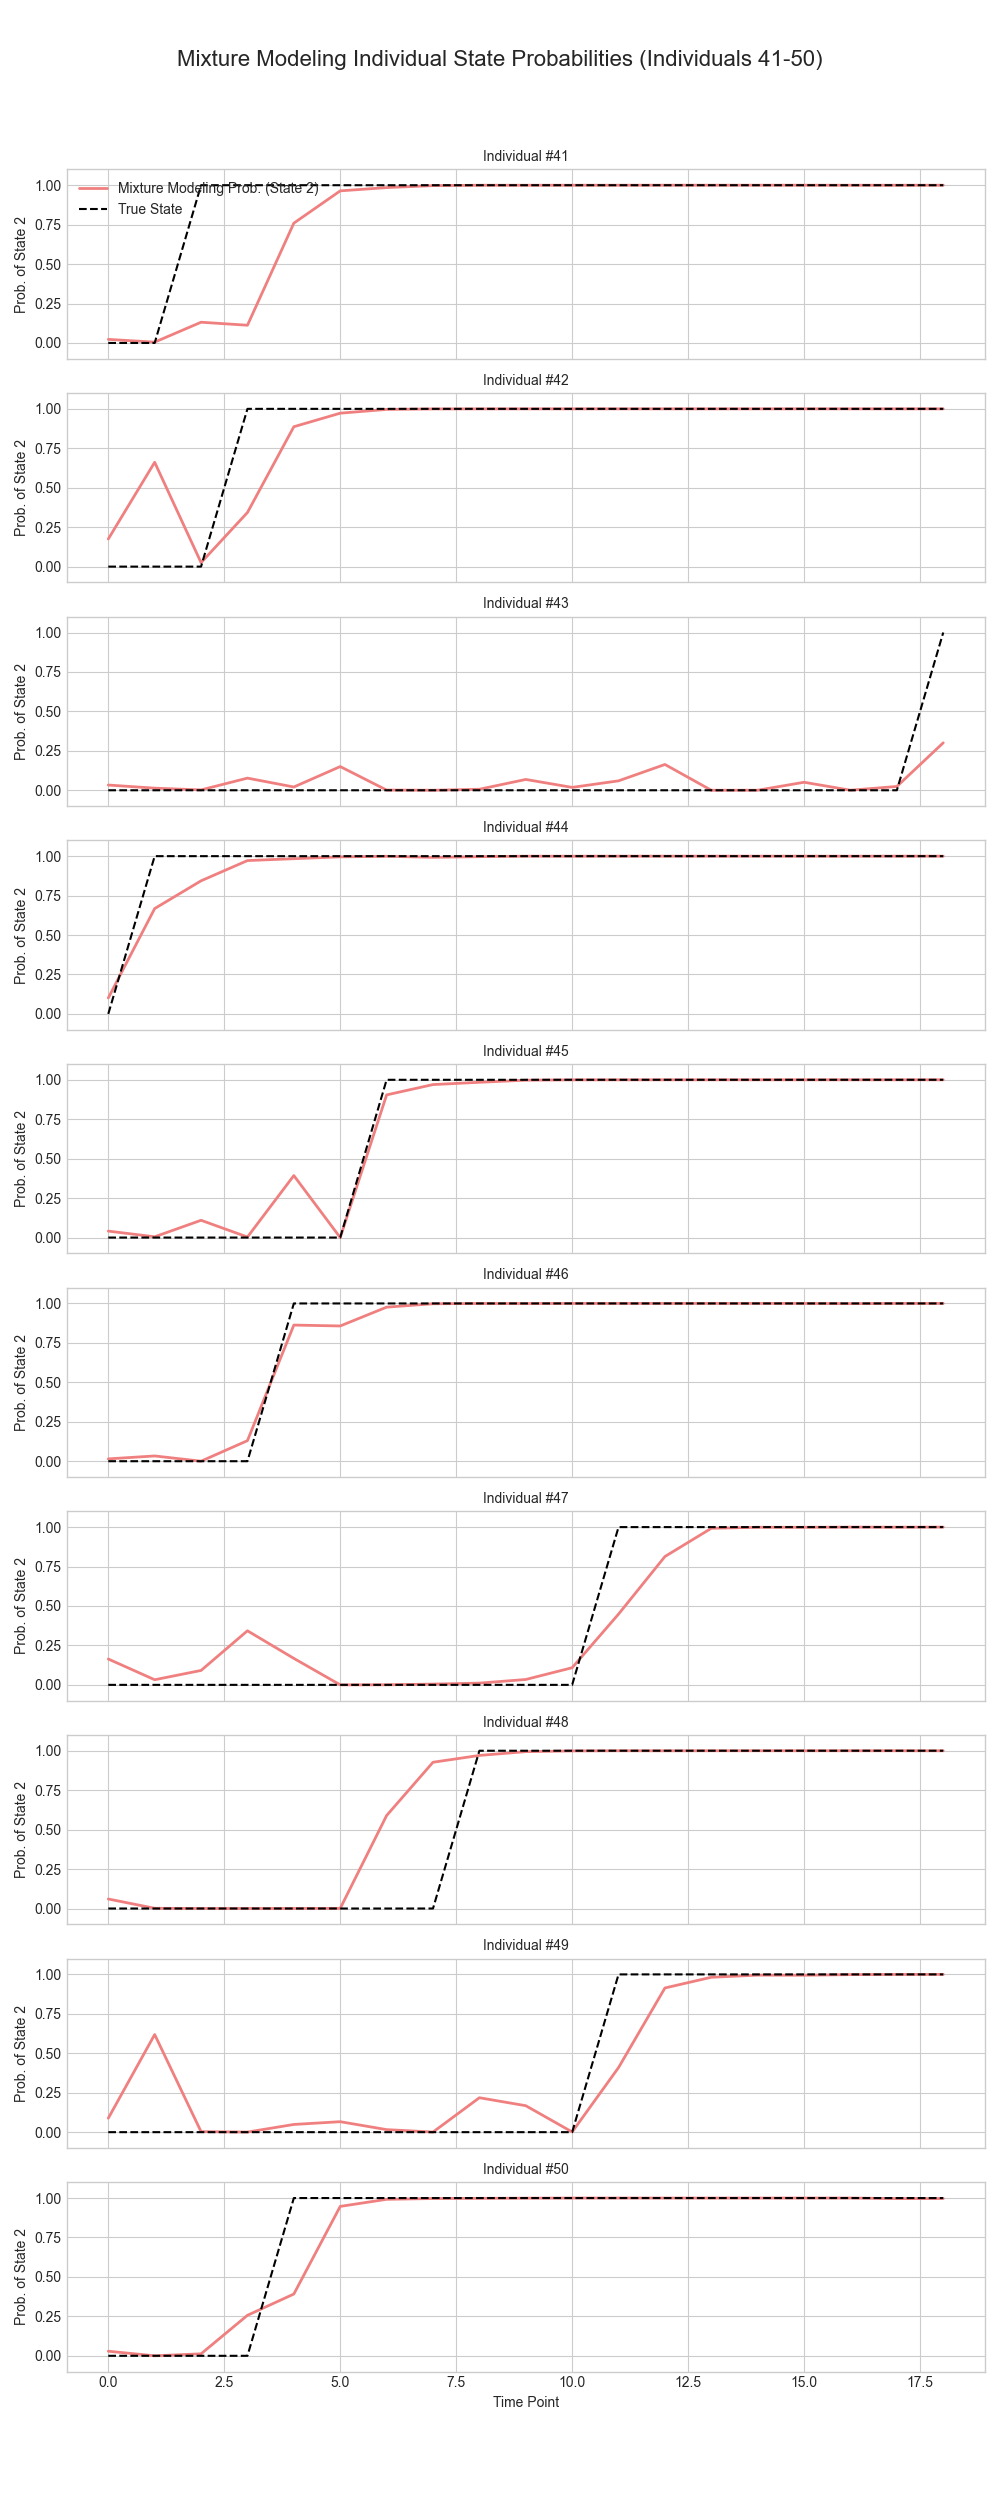 Mixture Modeling Individual State Probabilities (Individuals 41-50)
Individual #41
Mixture Modeling Prob. (State 2)
True State
1.00
0.75
0.50
0.25
0.00
Prob. of State 2
Individual #42
1.00
0.75
0.50
0.25
0.00
Prob. of State 2
Individual #43
1.00
0.75
0.50
0.25
0.00
Prob. of State 2
Individual #44
1.00
0.75
0.50
0.25
0.00
Prob. of State 2
Individual #45
1.00
0.75
0.50
0.25
0.00
Prob. of State 2
Individual #46
1.00
0.75
0.50
0.25
0.00
Prob. of State 2
Individual #47
1.00
0.75
0.50
0.25
0.00
Prob. of State 2
Individual #48
1.00
0.75
0.50
0.25
0.00
Prob. of State 2
Individual #49
1.00
0.75
0.50
0.25
0.00
Prob. of State 2
Individual #50
1.00
0.75
0.50
0.25
0.00
Prob. of State 2
0.0 2.5 5.0 7.5 10.0 12.5 15.0 17.5
Time Point